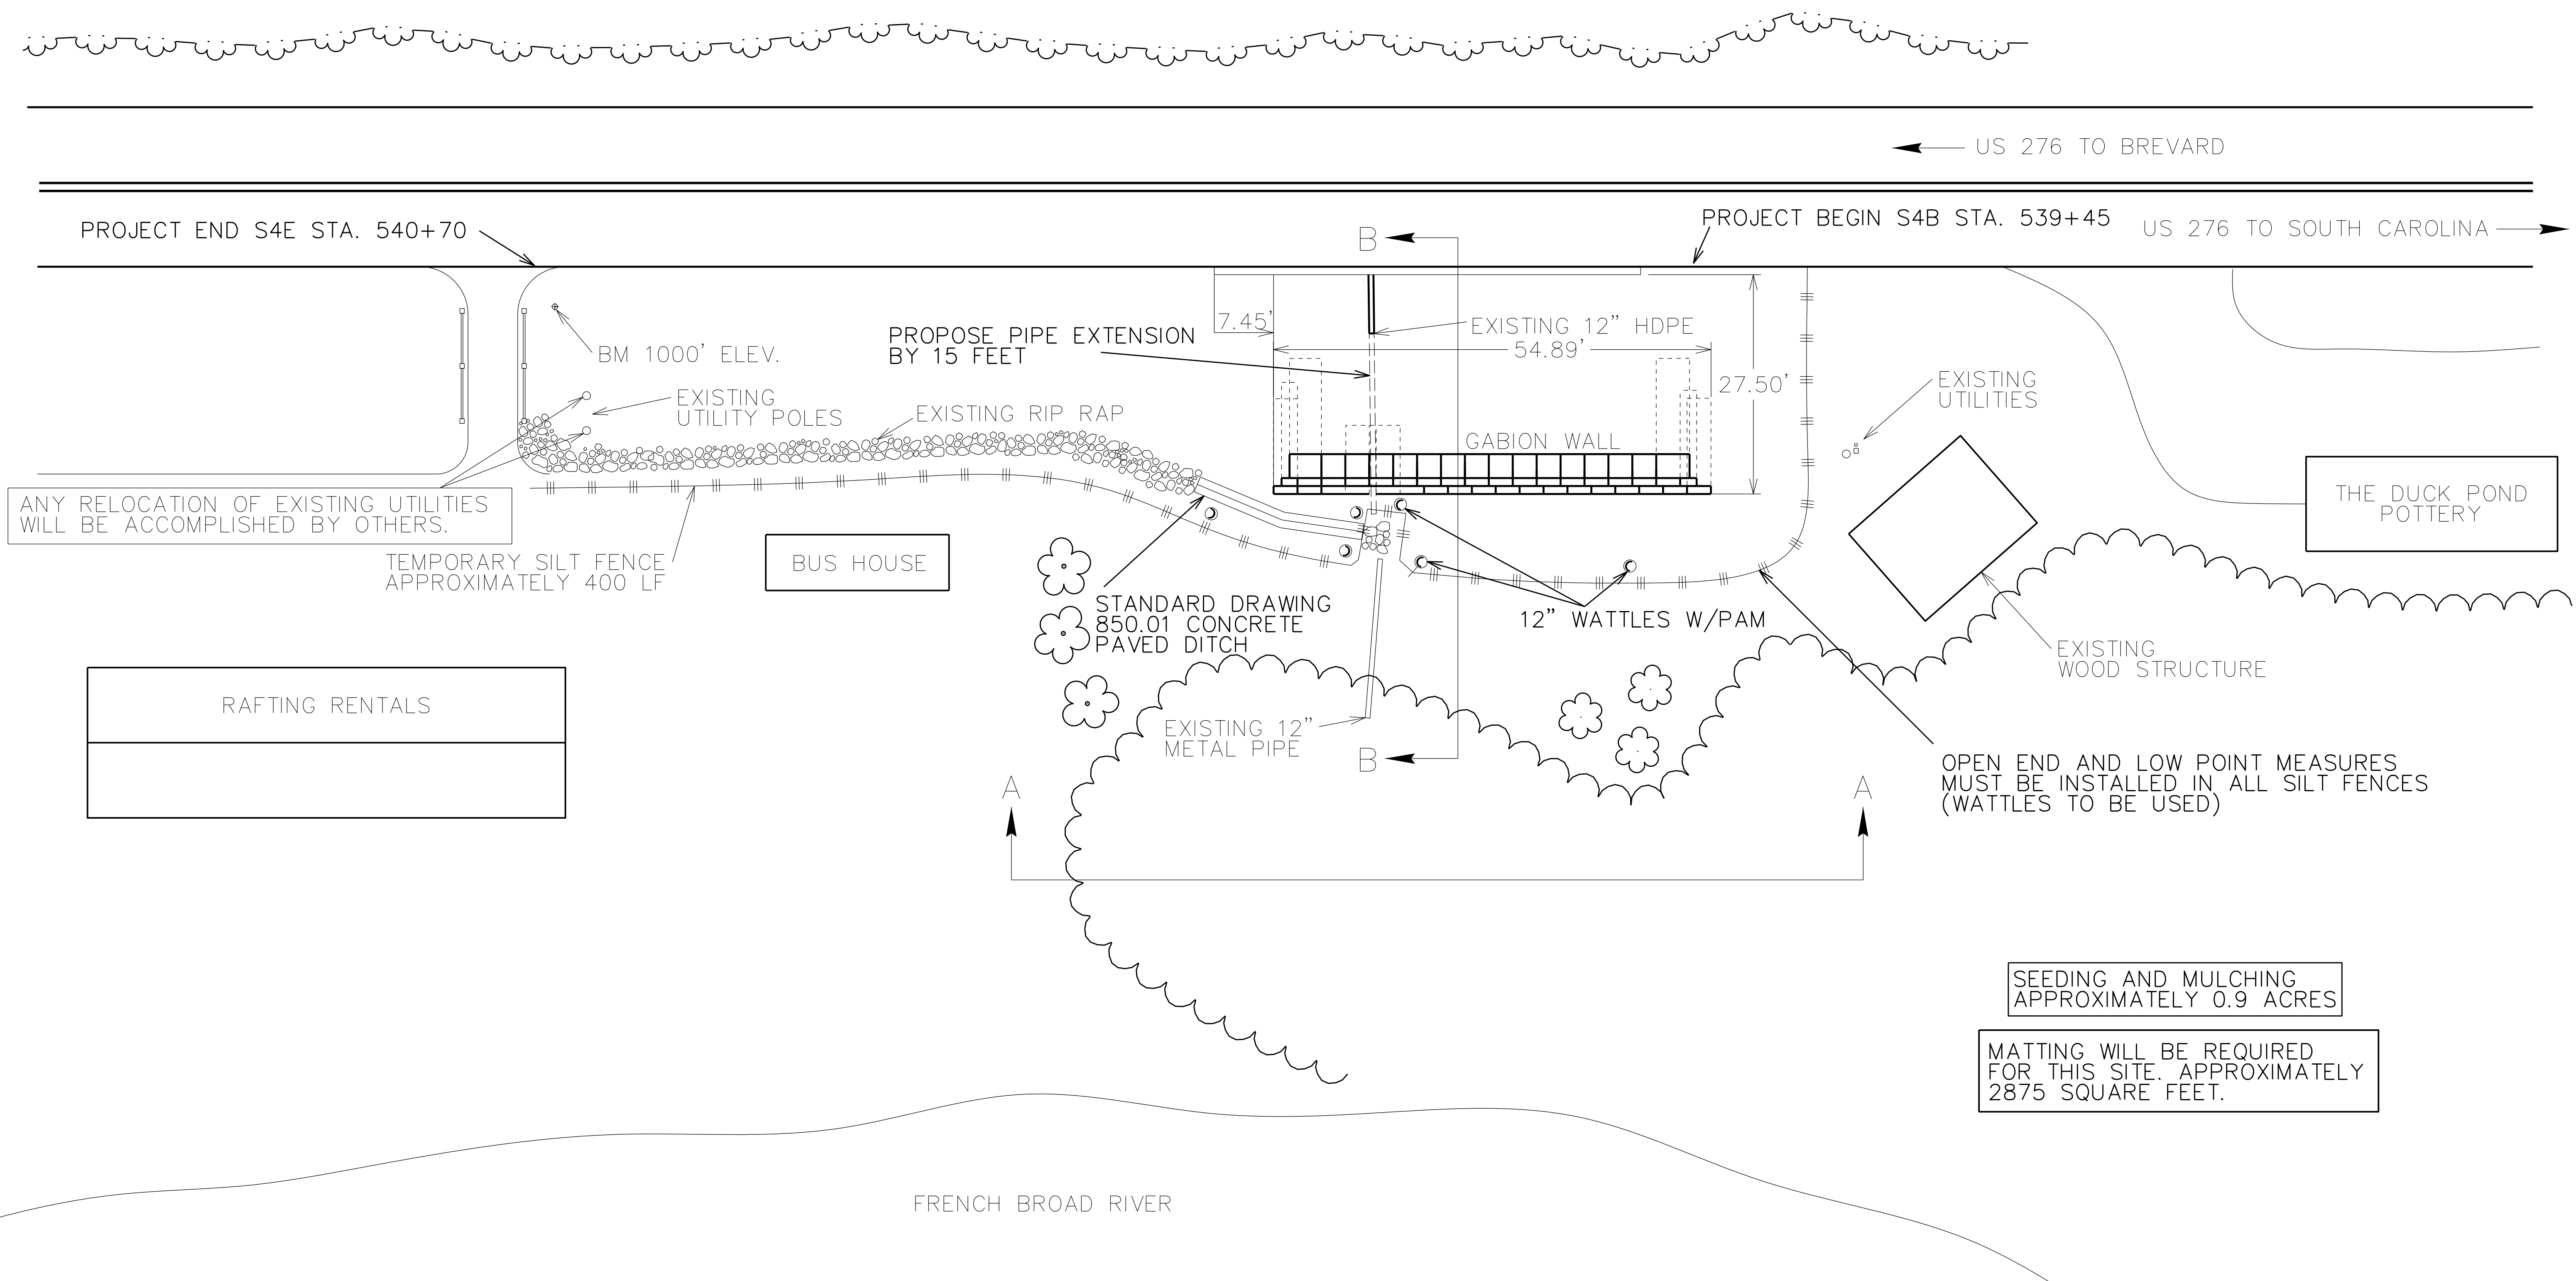 US 276 TO BREVARD
PROJECT BEGIN S4B STA. 539+45
US 276 TO SOUTH CAROLINA
PROJECT END S4E STA. 540+70
B
7.45'
EXISTING 12” HDPE
PROPOSE PIPE EXTENSION
BY 15 FEET
54.89'
BM 1000' ELEV.
27.50'
EXISTING
UTILITIES
EXISTING
UTILITY POLES
EXISTING RIP RAP
GABION WALL
ANY RELOCATION OF EXISTING UTILITIES
WILL BE ACCOMPLISHED BY OTHERS.
THE DUCK POND
POTTERY
TEMPORARY SILT FENCE
APPROXIMATELY 400 LF
BUS HOUSE
STANDARD DRAWING
850.01 CONCRETE
PAVED DITCH
12” WATTLES W/PAM
EXISTING
WOOD STRUCTURE
RAFTING RENTALS
EXISTING 12”
METAL PIPE
B
OPEN END AND LOW POINT MEASURES
MUST BE INSTALLED IN ALL SILT FENCES
(WATTLES TO BE USED)
A
A
SEEDING AND MULCHING
APPROXIMATELY 0.9 ACRES
MATTING WILL BE REQUIRED
FOR THIS SITE. APPROXIMATELY
2875 SQUARE FEET.
FRENCH BROAD RIVER